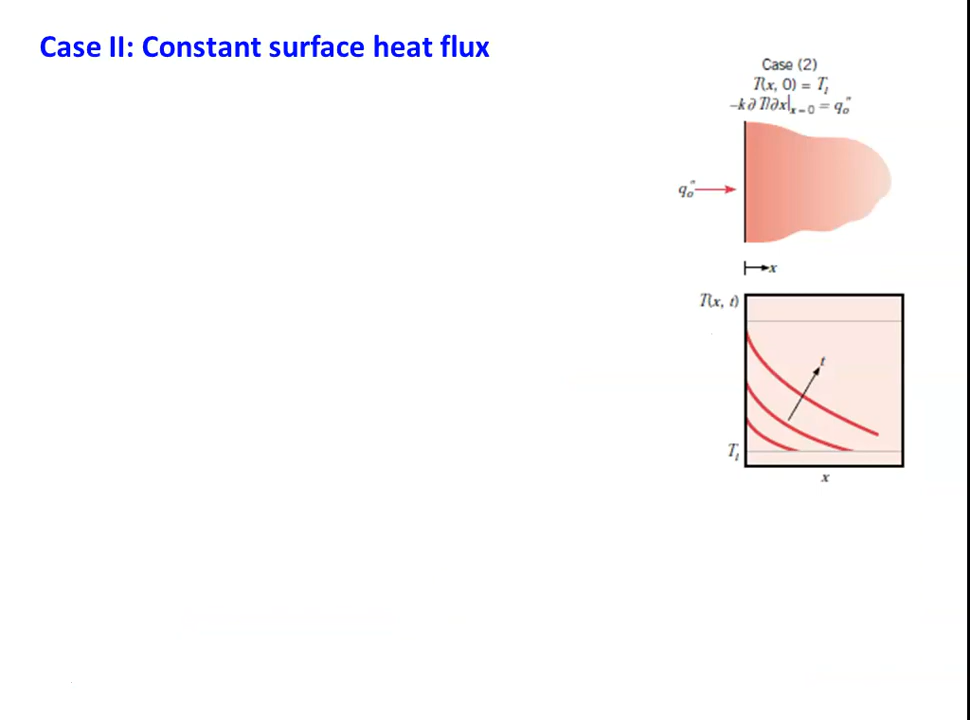 Case II: Constant surface heat flux
Case (2)
T(x, 0) = Tᵢ
−k ∂T/∂x|ₓ₌₀ = qₒ″
qₒ″
x
T(x, t)
t
Tᵢ
x